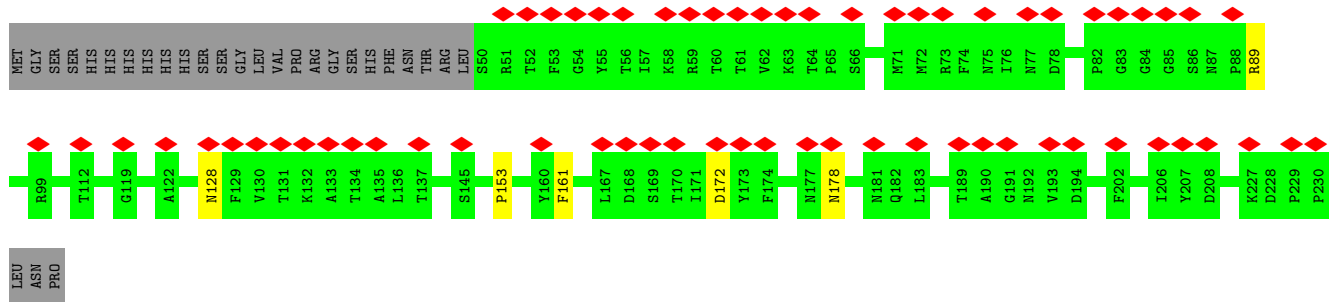 MET GLY SER SER HIS HIS HIS HIS HIS HIS SER SER GLY LEU VAL PRO ARG GLY SER HIS PHE ASN THR ARG LEU S50 R51 T52 F53 G54 Y55 T56 I57 K58 R59 T60 T61 V62 K63 T64 P65 S66 M71 M72 R73 F74 N75 I76 N77 D78 P82 G83 G84 G85 S86 N87 P88 R89
R99 T112 G119 A122 N128 F129 V130 T131 K132 A133 T134 A135 L136 T137 S145 P153 Y160 F161 L167 D168 S169 T170 I171 D172 Y173 F174 N177 N178 N181 Q182 L183 T189 A190 G191 N192 V193 D194 F202 I206 Y207 D208 K227 D228 P229 P230
LEU ASN PRO